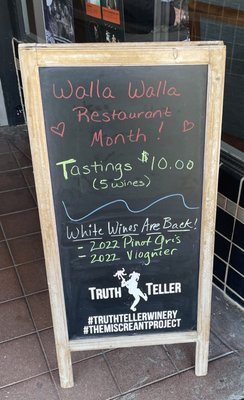 Walla Walla
Restaurant
Month!
Tastings $10.00
(5 wines)
White Wines Are Back!
- 2022 Pinot Gris
- 2022 Viognier
TRUTH TELLER
#TRUTHTELLERWINERY
#THEMISCREANTPROJECT